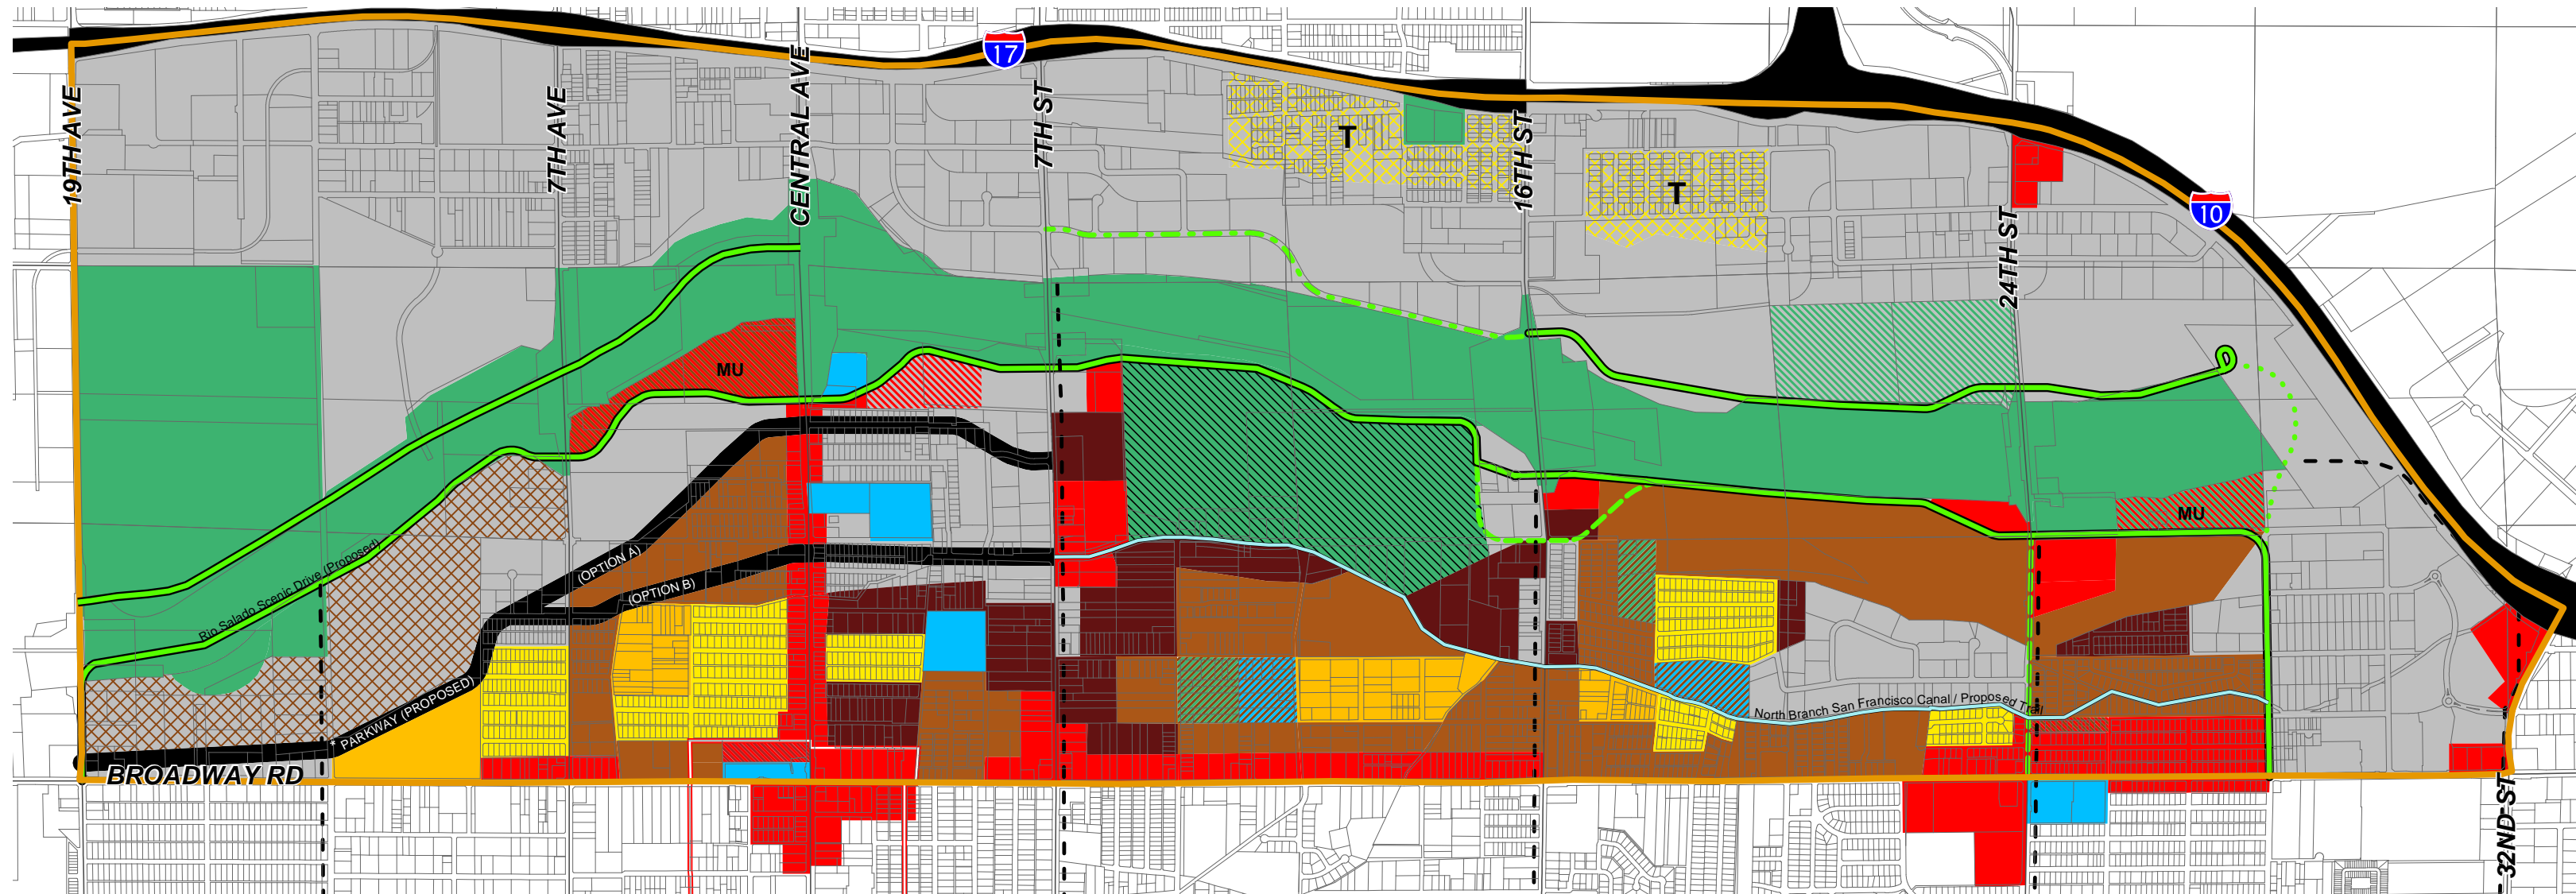 17
19TH AVE
7TH AVE
CENTRAL AVE
7TH ST
T
16TH ST
T
10
24TH ST
MU
MU
Rio Salado Scenic Drive (Proposed)
(OPTION A)
(OPTION B)
* PARKWAY (PROPOSED)
North Branch San Francisco Canal / Proposed Trail
BROADWAY RD
32ND ST